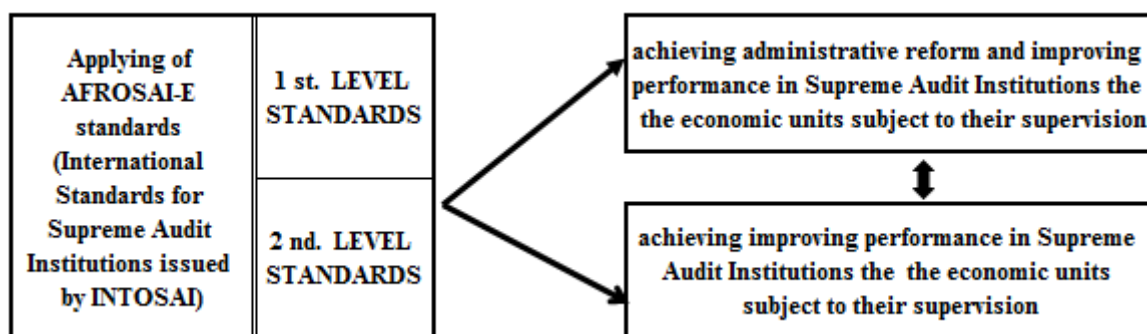 Applying of
AFROSAI-E
standards
(International
Standards for
Supreme Audit
Institutions issued
by INTOSAI)
1 st. LEVEL
STANDARDS
2 nd. LEVEL
STANDARDS
achieving administrative reform and improving
performance in Supreme Audit Institutions the
the economic units subject to their supervision
achieving improving performance in Supreme
Audit Institutions the the economic units
subject to their supervision